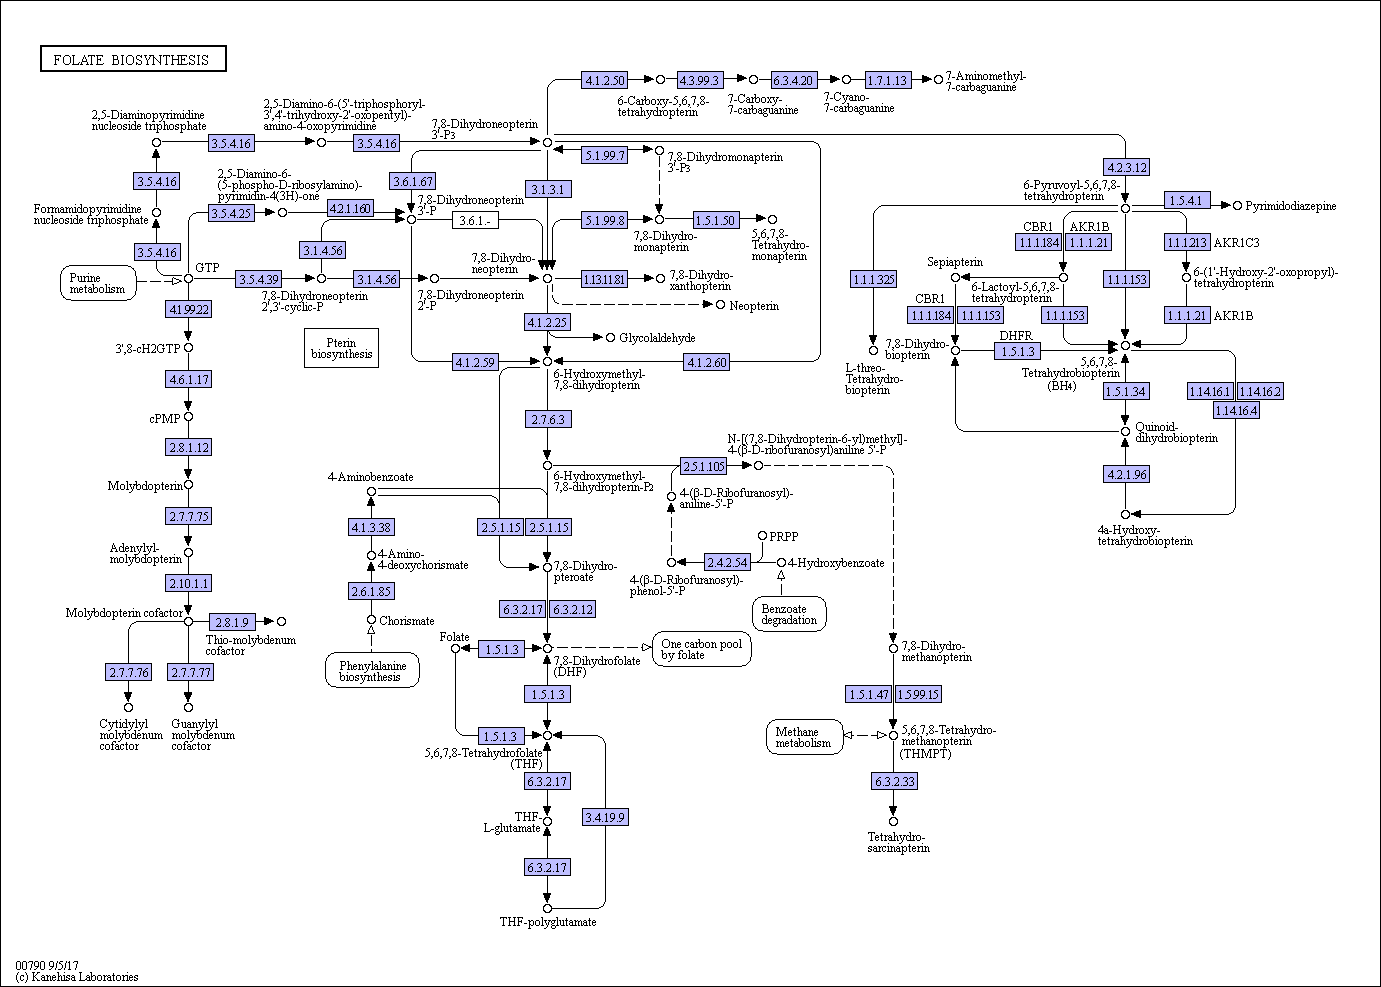 FOLATE BIOSYNTHESIS
4.1.2.50
4.3.99.3
6.3.4.20
1.7.1.13
7-Aminomethyl-
7-carbaguanine
6-Carboxy-5,6,7,8-
tetrahydropterin
7-Carboxy-
7-carbaguanine
7-Cyano-
7-carbaguanine
2,5-Diaminopyrimidine
nucleoside triphosphate
2,5-Diamino-6-(5'-triphosphoryl-
3',4'-trihydroxy-2'-oxopentyl)-
amino-4-oxopyrimidine
7,8-Dihydroneopterin
3'-P3
3.5.4.16
3.5.4.16
5.1.99.7
7,8-Dihydromonapterin
3'-P3
4.2.3.12
3.5.4.16
2,5-Diamino-6-
(5-phospho-D-ribosylamino)-
pyrimidin-4(3H)-one
3.6.1.67
3.1.3.1
6-Pyruvoyl-5,6,7,8-
tetrahydropterin
1.5.4.1
Pyrimidodiazepine
Formamidopyrimidine
nucleoside triphosphate
3.5.4.25
4.2.1.160
7,8-Dihydroneopterin
3'-P
3.6.1.-
5.1.99.8
1.5.1.50
7,8-Dihydro-
monapterin
5,6,7,8-
Tetrahydro-
monapterin
CBR1
AKR1B
1.1.1.184
1.1.1.21
1.1.1.213
AKR1C3
3.5.4.16
3.1.4.56
GTP
Purine
metabolism
3.5.4.39
3.1.4.56
7,8-Dihydro-
neopterin
1.13.11.81
7,8-Dihydro-
xanthopterin
1.1.1.325
Sepiapterin
6-Lactoyl-5,6,7,8-
tetrahydropterin
1.1.1.153
6-(1'-Hydroxy-2'-oxopropyl)-
tetrahydropterin
7,8-Dihydroneopterin
2',3'-cyclic-P
7,8-Dihydroneopterin
2'-P
Neopterin
4.1.99.22
4.1.2.25
CBR1
1.1.1.184
1.1.1.153
1.1.1.153
1.1.1.21
AKR1B
Pterin
biosynthesis
Glycolaldehyde
3',8-cH2GTP
7,8-Dihydro-
biopterin
DHFR
1.5.1.3
4.1.2.59
4.1.2.60
6-Hydroxymethyl-
7,8-dihydropterin
L-threo-
Tetrahydro-
biopterin
5,6,7,8-
Tetrahydrobiopterin
(BH4)
4.6.1.17
1.5.1.34
1.14.16.1
1.14.16.2
1.14.16.4
cPMP
2.7.6.3
Quinoid-
dihydrobiopterin
2.8.1.12
N-[(7,8-Dihydropterin-6-yl)methyl]-
4-(β-D-ribofuranosyl)aniline 5'-P
2.5.1.105
4.2.1.96
Molybdopterin
4-Aminobenzoate
6-Hydroxymethyl-
7,8-dihydropterin-P2
4-(β-D-Ribofuranosyl)-
aniline-5'-P
2.7.7.75
4.1.3.38
2.5.1.15
2.5.1.15
4a-Hydroxy-
tetrahydrobiopterin
PRPP
Adenylyl-
molybdopterin
4-Amino-
4-deoxychorismate
7,8-Dihydro-
pteroate
2.4.2.54
4-Hydroxybenzoate
4-(β-D-Ribofuranosyl)-
phenol-5'-P
2.10.1.1
2.6.1.85
6.3.2.17
6.3.2.12
Benzoate
degradation
Molybdopterin cofactor
2.8.1.9
Thio-molybdenum
cofactor
Chorismate
Folate
1.5.1.3
7,8-Dihydrofolate
(DHF)
One carbon pool
by folate
7,8-Dihydro-
methanopterin
2.7.7.76
2.7.7.77
Phenylalanine
biosynthesis
1.5.1.3
1.5.1.47
1.5.99.15
Cytidylyl
molybdenum
cofactor
Guanylyl
molybdenum
cofactor
1.5.1.3
5,6,7,8-Tetrahydrofolate
(THF)
Methane
metabolism
5,6,7,8-Tetrahydro-
methanopterin
(THMPT)
6.3.2.17
6.3.2.33
THF-
L-glutamate
3.4.19.9
Tetrahydro-
sarcinapterin
6.3.2.17
THF-polyglutamate
00790 9/5/17
(c) Kanehisa Laboratories